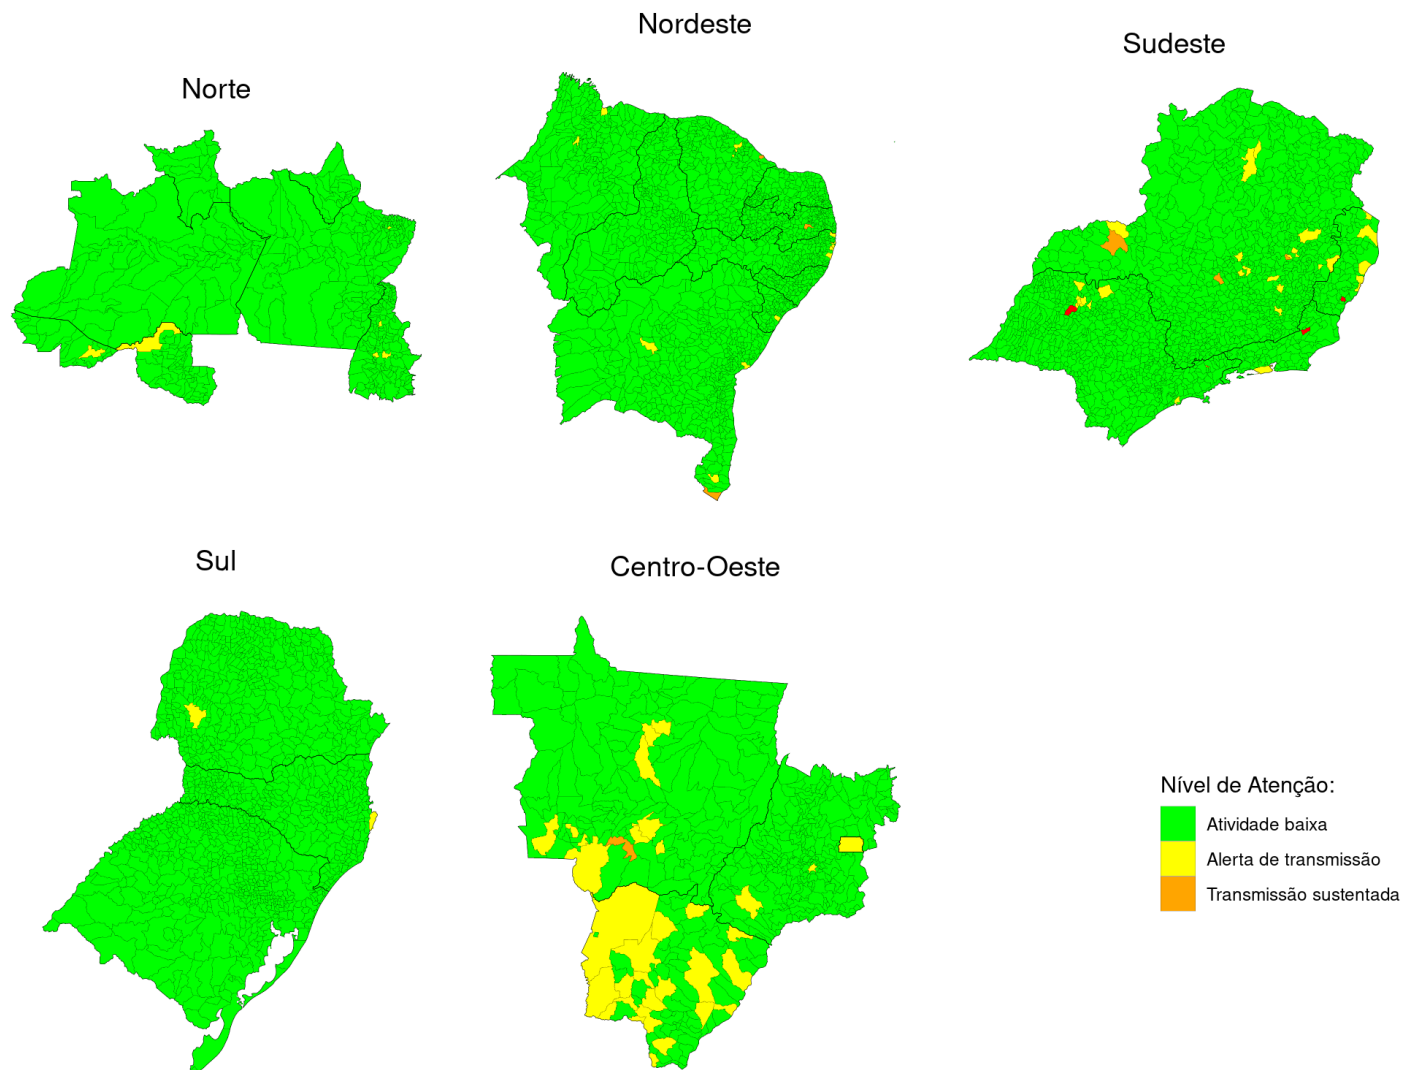 Nordeste
Sudeste
Norte
Sul
Centro-Oeste
Nível de Atenção:
Atividade baixa
Alerta de transmissão
Transmissão sustentada